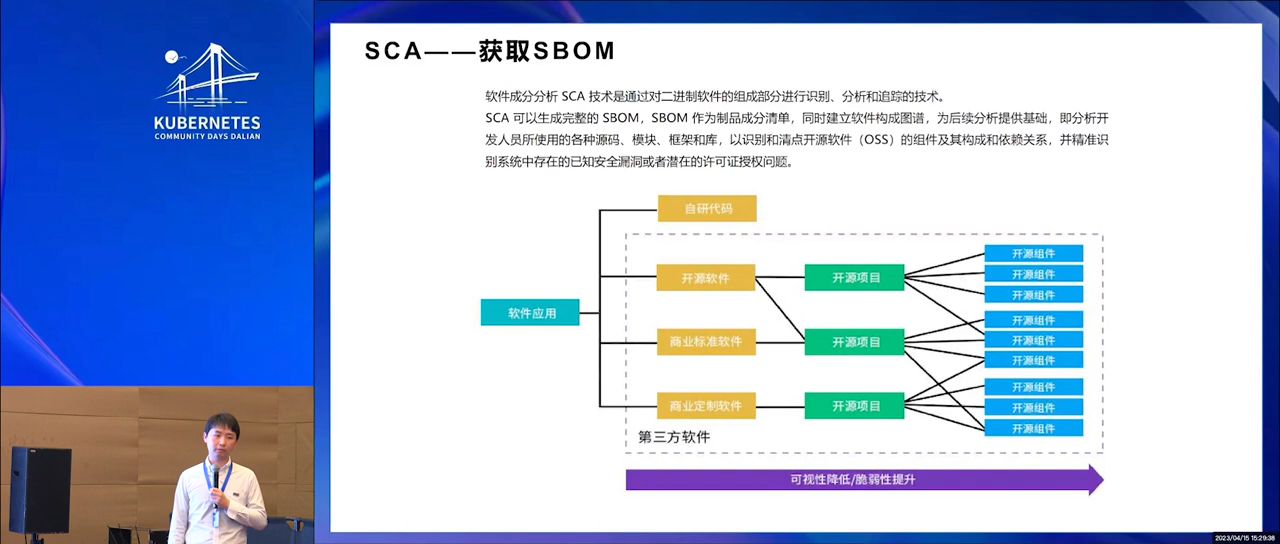 KUBERNETES
COMMUNITY DAYS DALIAN
SCA——获取SBOM
软件成分分析 SCA 技术是通过对二进制软件的组成部分进行识别、分析和追踪的技术。
SCA 可以生成完整的 SBOM，SBOM 作为制品成分清单，同时建立软件构成图谱，为后续分析提供基础，即分析开
发人员所使用的各种源码、模块、框架和库，以识别和清点开源软件（OSS）的组件及其构成和依赖关系，并精准识
别系统中存在的已知安全漏洞或者潜在的许可证授权问题。
软件应用
自研代码
开源软件
商业标准软件
商业定制软件
开源项目
开源项目
开源项目
开源组件
开源组件
开源组件
开源组件
开源组件
开源组件
开源组件
开源组件
开源组件
第三方软件
可视性降低/脆弱性提升
2023/04/15 15:29:38